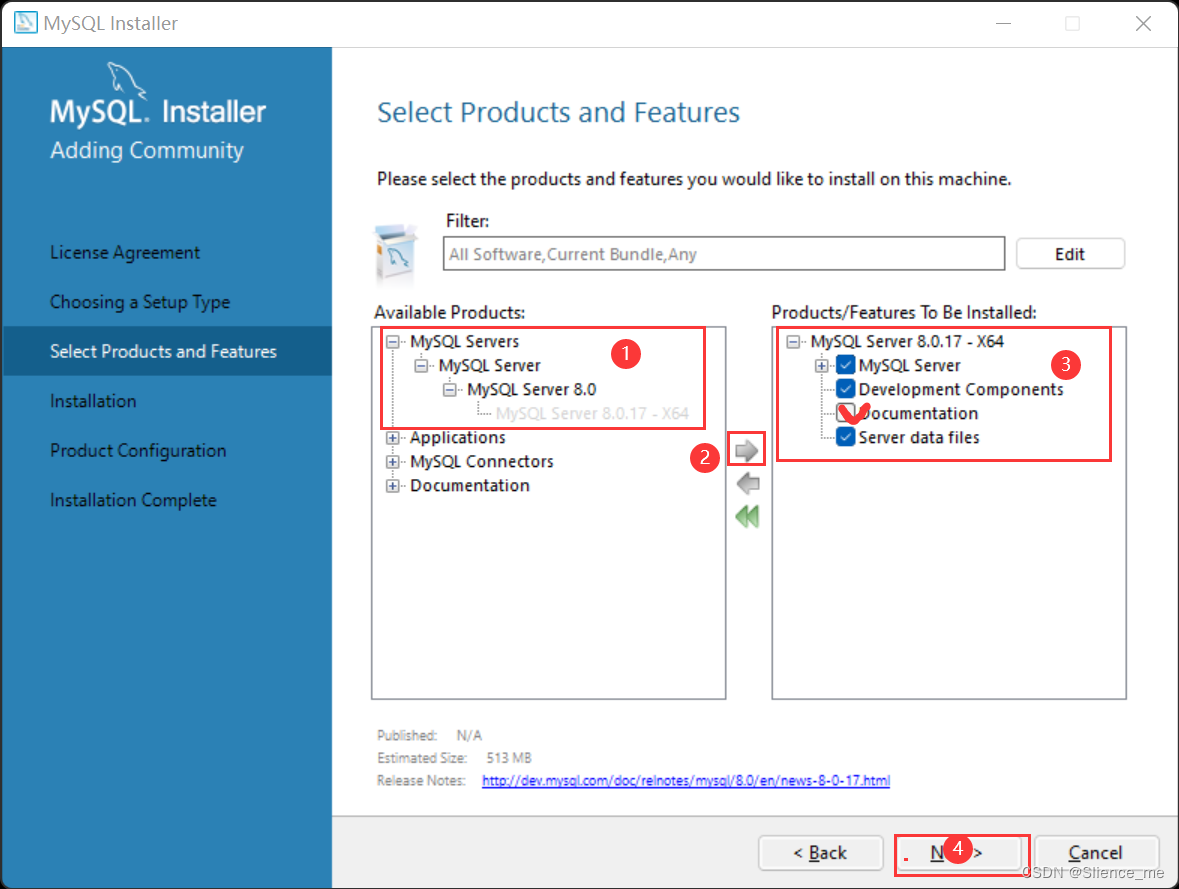 MySQL Installer
MySQL. Installer
Adding Community
License Agreement
Choosing a Setup Type
Select Products and Features
Installation
Product Configuration
Installation Complete
Select Products and Features
Please select the products and features you would like to install on this machine.
Filter:
All Software,Current Bundle,Any
Edit
Available Products:
MySQL Servers
MySQL Server
MySQL Server 8.0
MySQL Server 8.0.17 - X64
Applications
MySQL Connectors
Documentation
1
2
Products/Features To Be Installed:
MySQL Server 8.0.17 - X64
MySQL Server
Development Components
Documentation
Server data files
3
Published: N/A
Estimated Size: 513 MB
Release Notes: http://dev.mysql.com/doc/relnotes/mysql/8.0/en/news-8-0-17.html
< Back
4 >
Cancel
CSDN @Slience_me